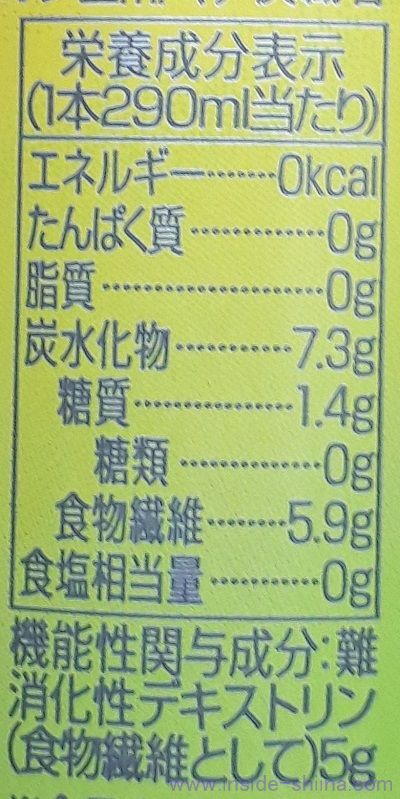 栄養成分表示
(1本290ml当たり)
エネルギー………0kcal
たんぱく質…………0g
脂質…………………0g
炭水化物…………7.3g
糖質………………1.4g
糖類…………0g
食物繊維………5.9g
食塩相当量…………0g
機能性関与成分:難
消化性デキストリン
(食物繊維として)5g
www.inside-shiina.com